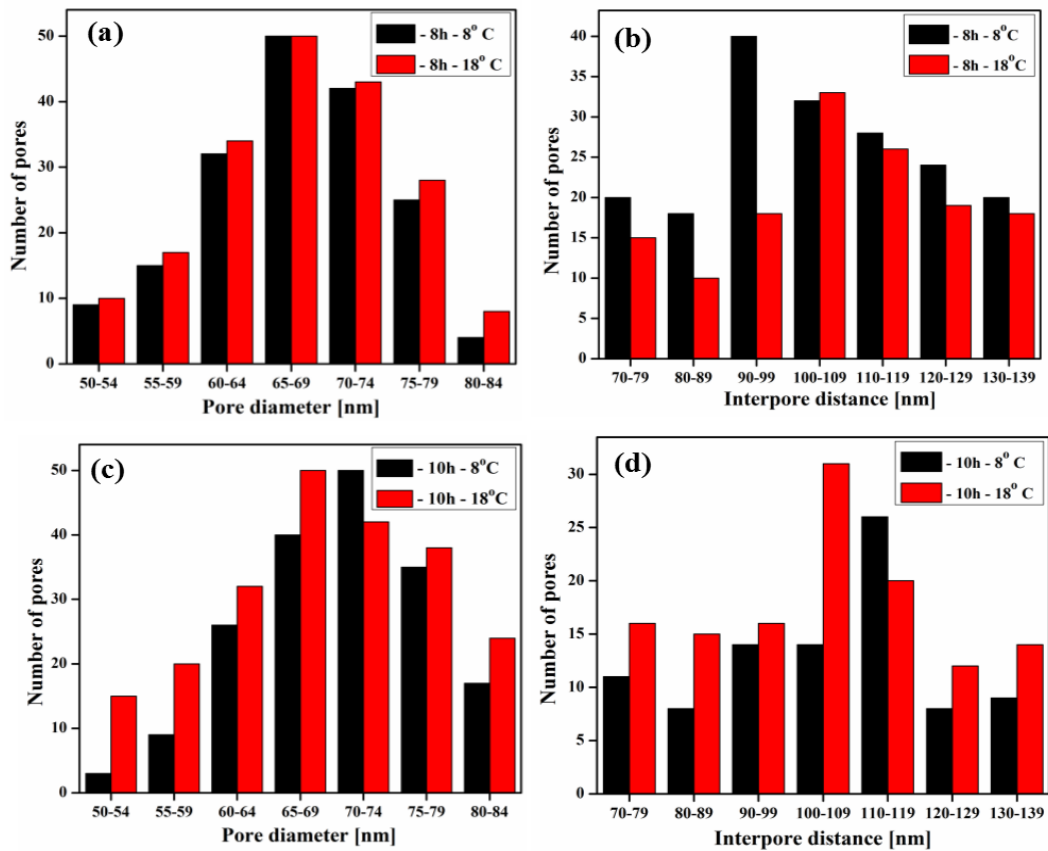 (a)
- 8h - 8° C
- 8h - 18° C
Number of pores
50
40
30
20
10
0
50-54 55-59 60-64 65-69 70-74 75-79 80-84
Pore diameter [nm]
(b)
- 8h - 8°C
- 8h - 18°C
Number of pores
40
35
30
25
20
15
10
5
0
70-79 80-89 90-99 100-109 110-119 120-129 130-139
Interpore distance [nm]
(c)
- 10h - 8°C
- 10h - 18°C
Number of pores
50
40
30
20
10
0
50-54 55-59 60-64 65-69 70-74 75-79 80-84
Pore diameter [nm]
(d)
- 10h - 8° C
- 10h - 18° C
Number of pores
30
25
20
15
10
5
0
70-79 80-89 90-99 100-109 110-119 120-129 130-139
Interpore distance [nm]